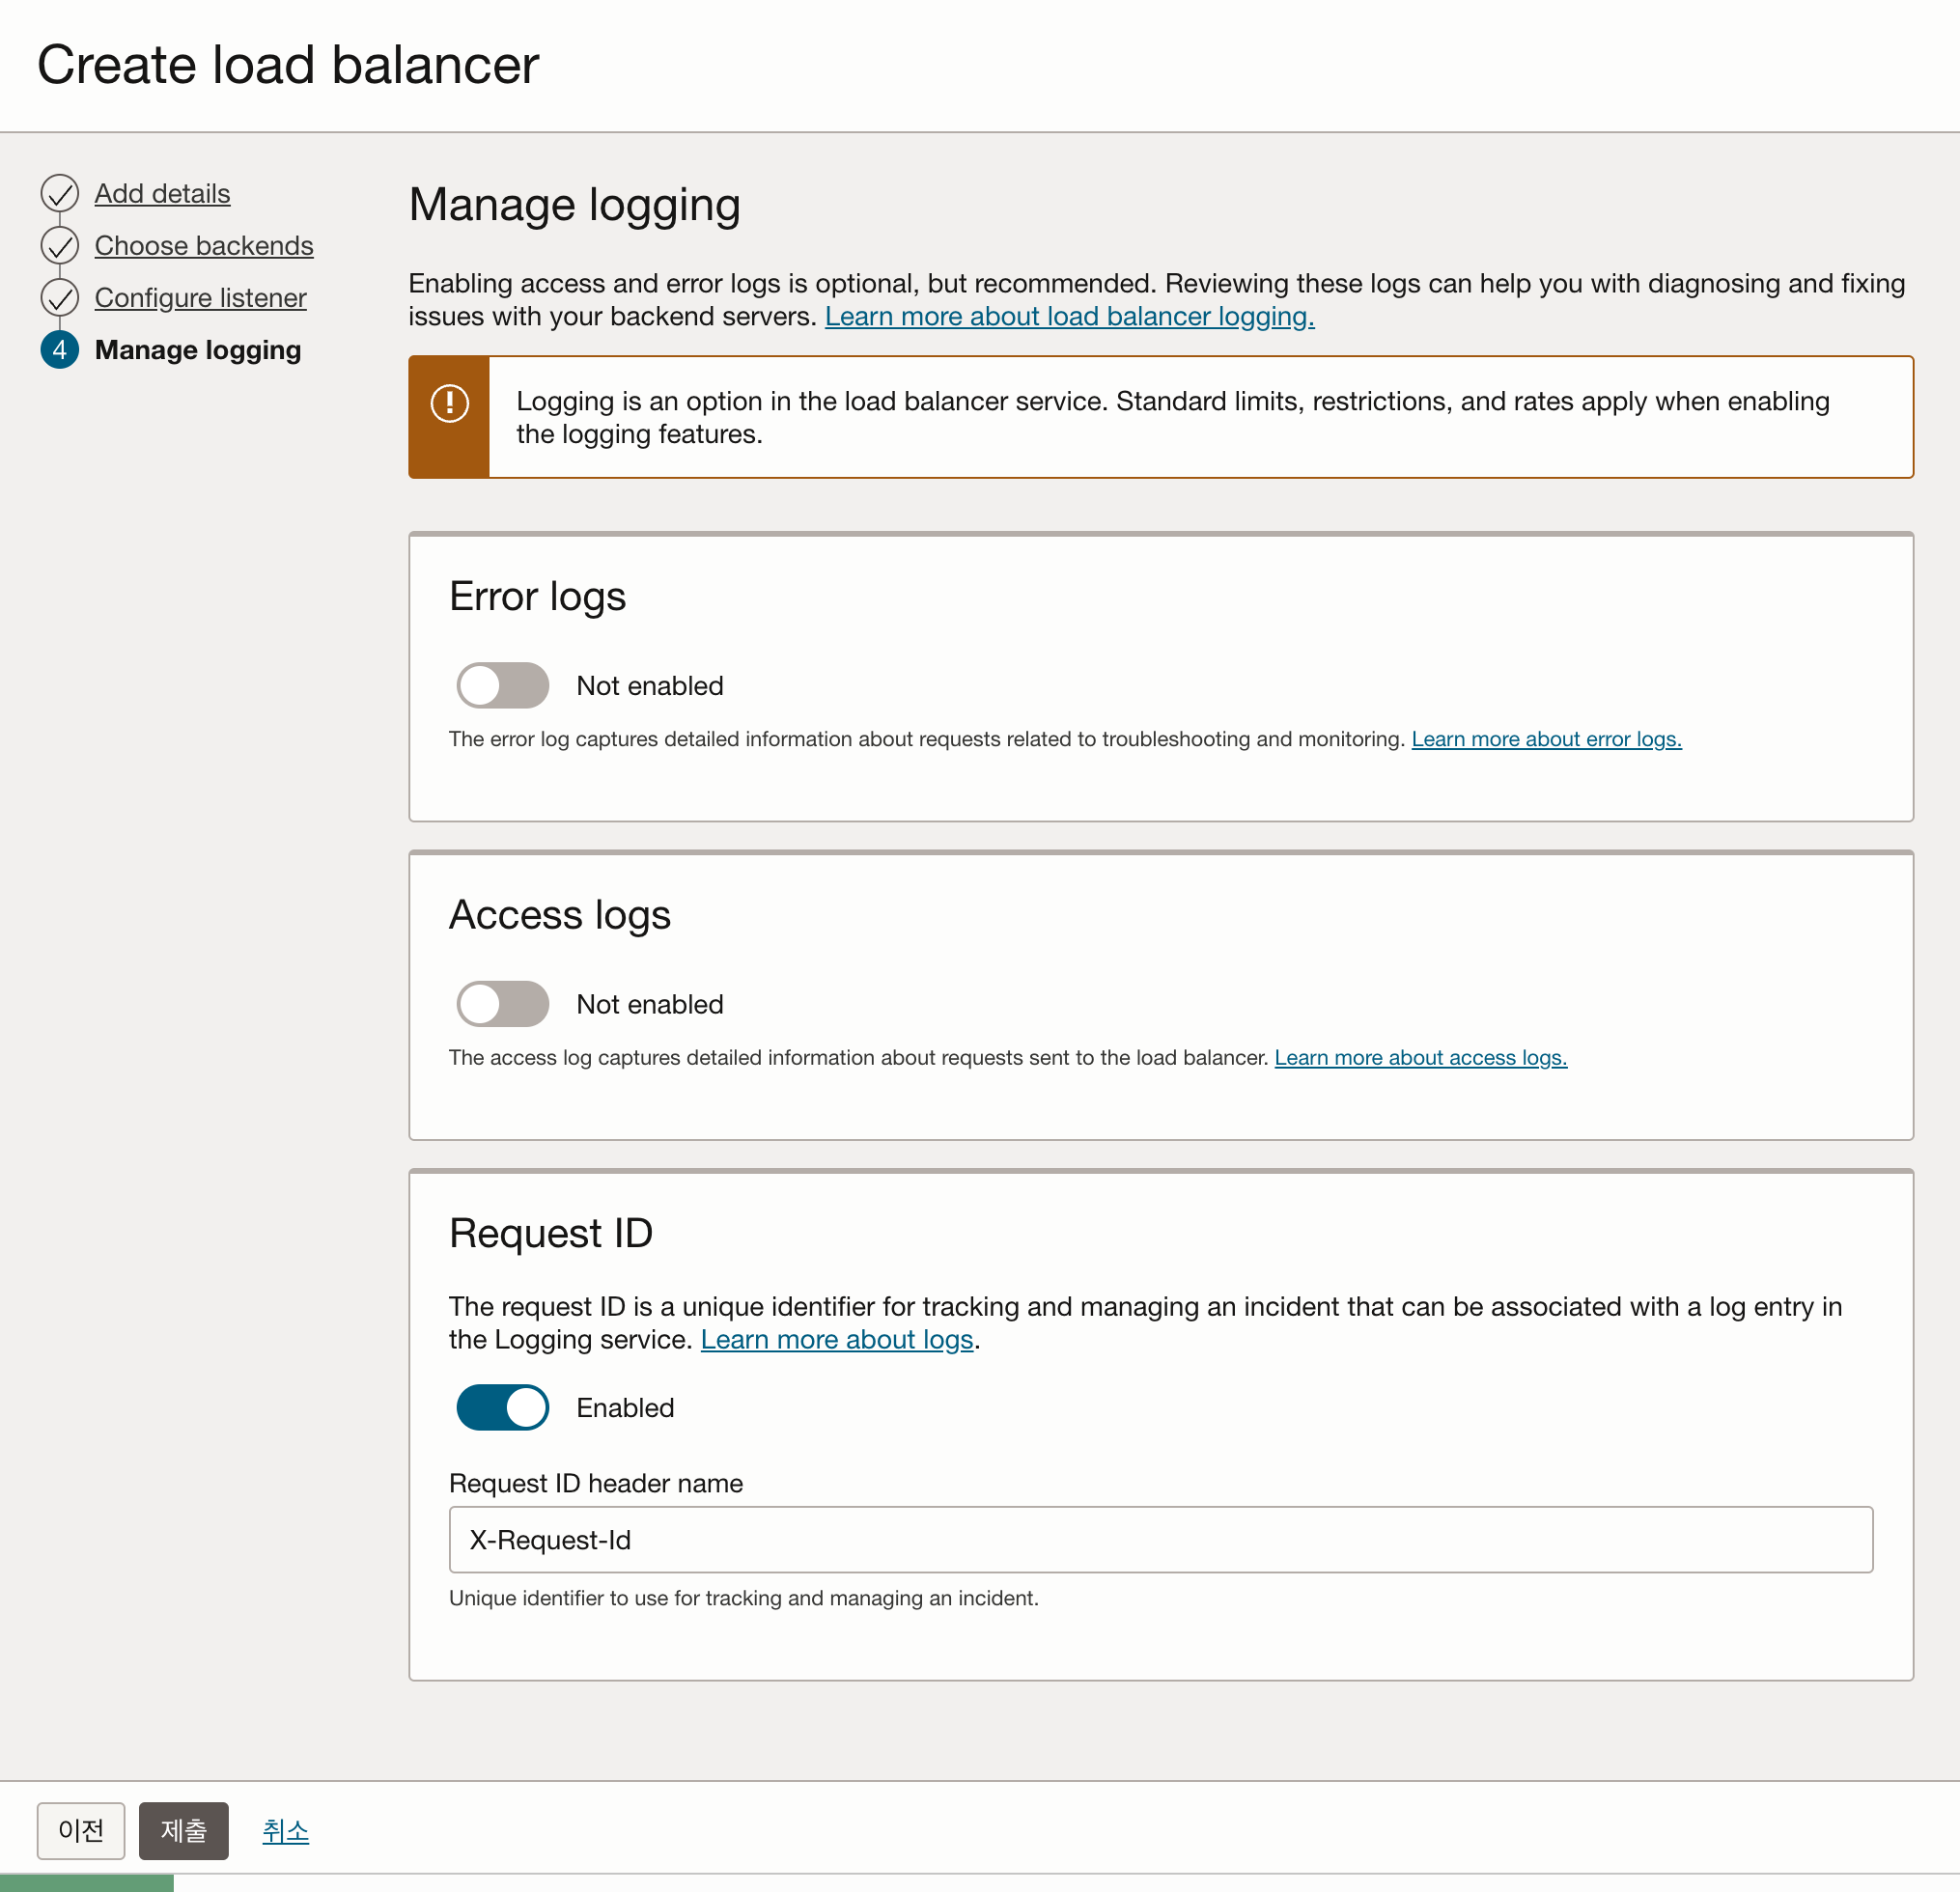 Create load balancer
Add details
Choose backends
Configure listener
4 Manage logging
Manage logging
Enabling access and error logs is optional, but recommended. Reviewing these logs can help you with diagnosing and fixing
issues with your backend servers. Learn more about load balancer logging.
Logging is an option in the load balancer service. Standard limits, restrictions, and rates apply when enabling
the logging features.
Error logs
Not enabled
The error log captures detailed information about requests related to troubleshooting and monitoring. Learn more about error logs.
Access logs
Not enabled
The access log captures detailed information about requests sent to the load balancer. Learn more about access logs.
Request ID
The request ID is a unique identifier for tracking and managing an incident that can be associated with a log entry in
the Logging service. Learn more about logs.
Enabled
Request ID header name
X-Request-Id
Unique identifier to use for tracking and managing an incident.
이전 제출 취소